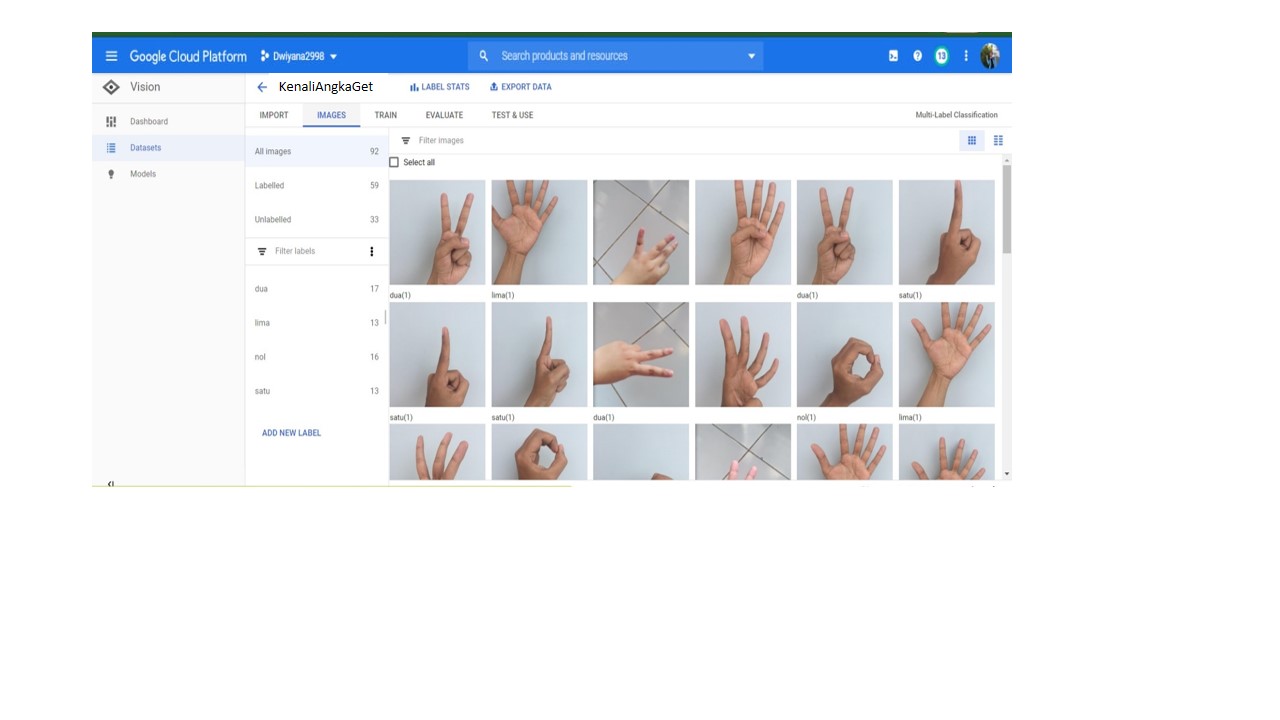 Google Cloud Platform Dwiyana2998 Search products and resources 13
Vision KenaliAngkaGet LABEL STATS EXPORT DATA
IMPORT IMAGES TRAIN EVALUATE TEST & USE Multi-Label Classification
Dashboard
Datasets
Models
All images 92
Labelled 59
Unlabelled 33
Filter labels
dua 17
lima 13
nol 16
satu 13
ADD NEW LABEL
Filter images
Select all
dua(1) lima(1) dua(1) satu(1)
satu(1) satu(1) dua(1) nol(1) lima(1)